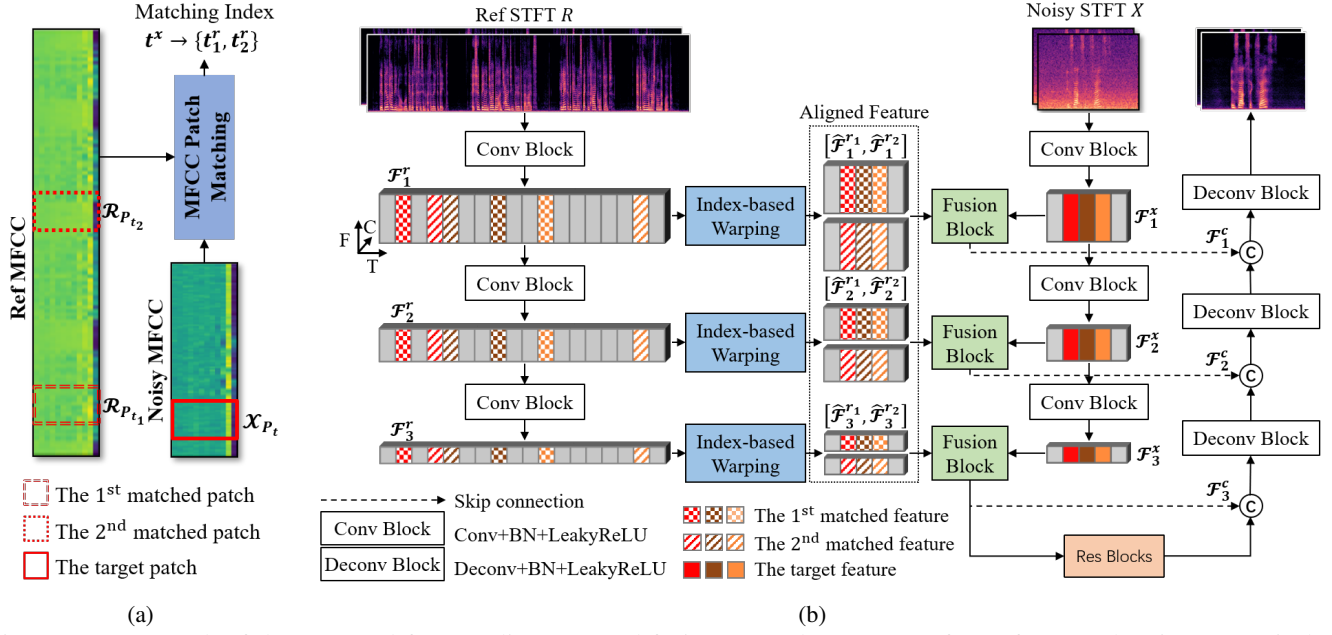 Matching Index
t^x → {t_1^r, t_2^r}
MFCC Patch
Matching
Ref MFCC
R_{P_{t_2}}
R_{P_{t_1}}
Noisy MFCC
X_{P_t}
The 1st matched patch
The 2nd matched patch
The target patch
(a)
Ref STFT R
Noisy STFT X
Conv Block
Conv Block
Aligned Feature
[F̂_1^{r_1}, F̂_1^{r_2}]
F_1^r
F
C
T
Index-based
Warping
Fusion
Block
F_1^x
F_1^c
C
Deconv Block
Conv Block
[F̂_2^{r_1}, F̂_2^{r_2}]
Conv Block
Deconv Block
F_2^r
Index-based
Warping
Fusion
Block
F_2^x
F_2^c
C
Conv Block
[F̂_3^{r_1}, F̂_3^{r_2}]
Conv Block
Deconv Block
F_3^r
Index-based
Warping
Fusion
Block
F_3^x
F_3^c
C
Skip connection
Conv Block
Conv+BN+LeakyReLU
Deconv Block
Deconv+BN+LeakyReLU
The 1st matched feature
The 2nd matched feature
The target feature
Res Blocks
(b)